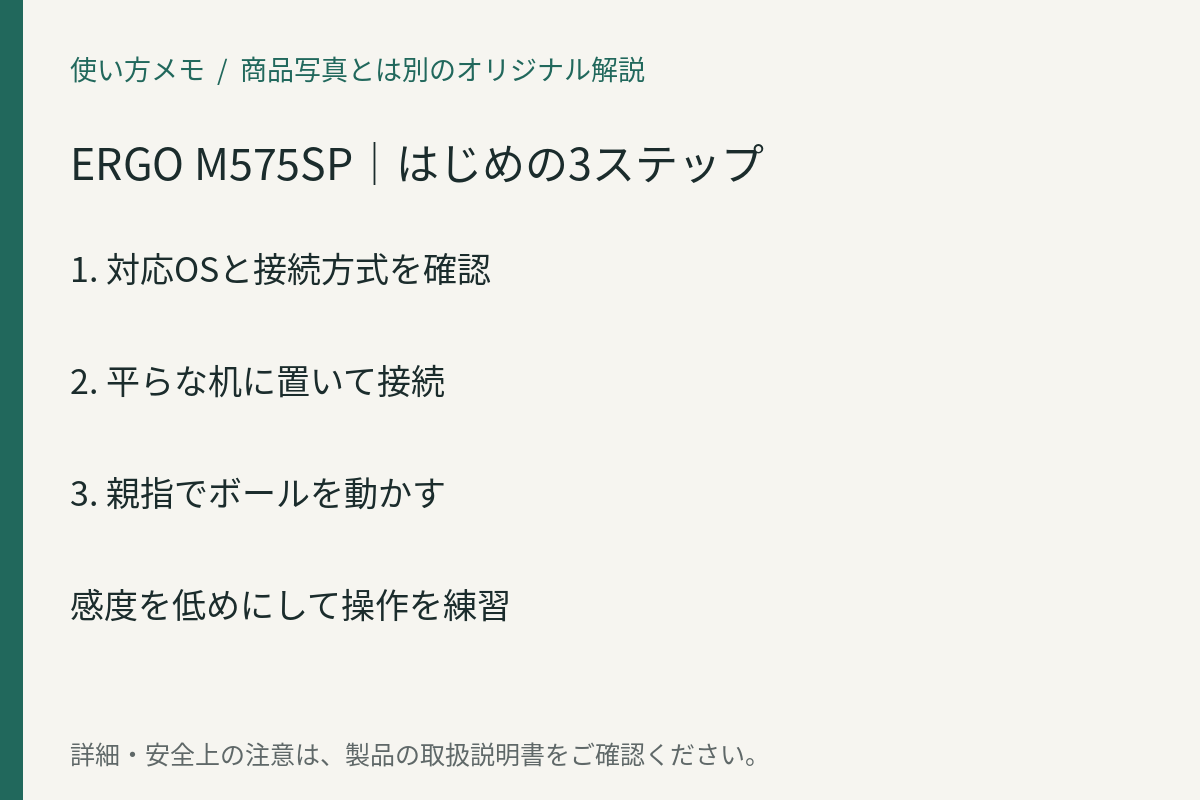 使い方メモ / 商品写真とは別のオリジナル解説
ERGO M575SP｜はじめの3ステップ
1. 対応OSと接続方式を確認
2. 平らな机に置いて接続
3. 親指でボールを動かす
感度を低めにして操作を練習
詳細・安全上の注意は、製品の取扱説明書をご確認ください。